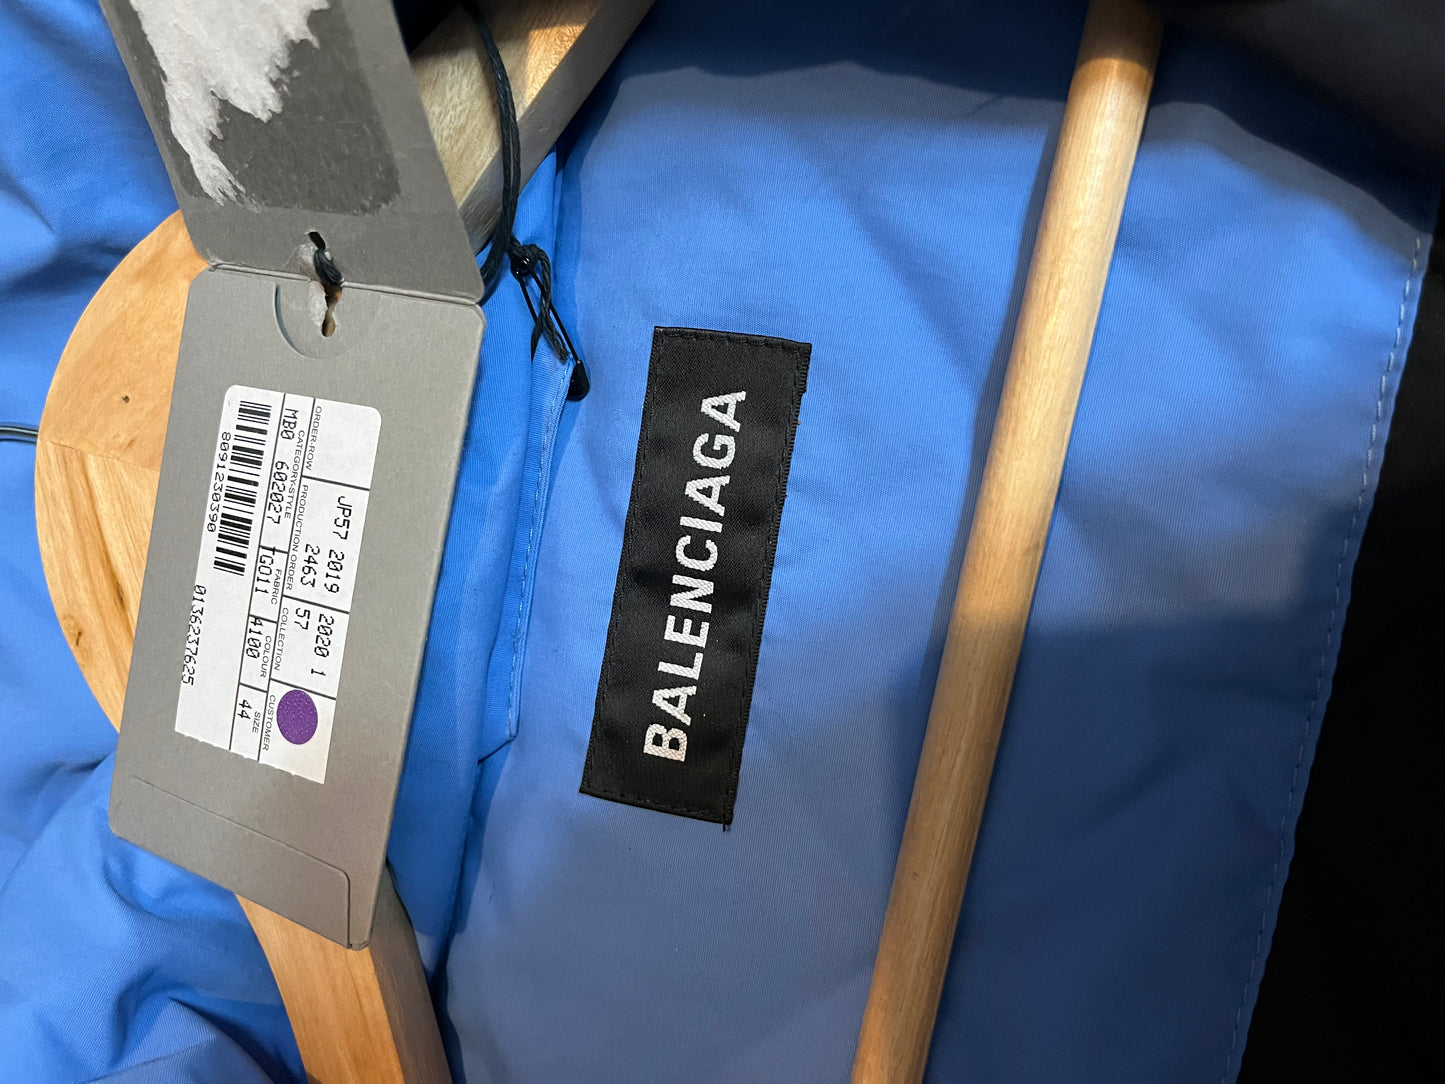 ORDER-ROW
JP57 2019 2020 1
CATEGORY-STYLE PRODUCTION ORDER COLLECTION CUSTOMER
MB0 602027 2463 57
FABRIC COLOUR SIZE
TGO11 4100 44
8091230390
0136237625
BALENCIAGA